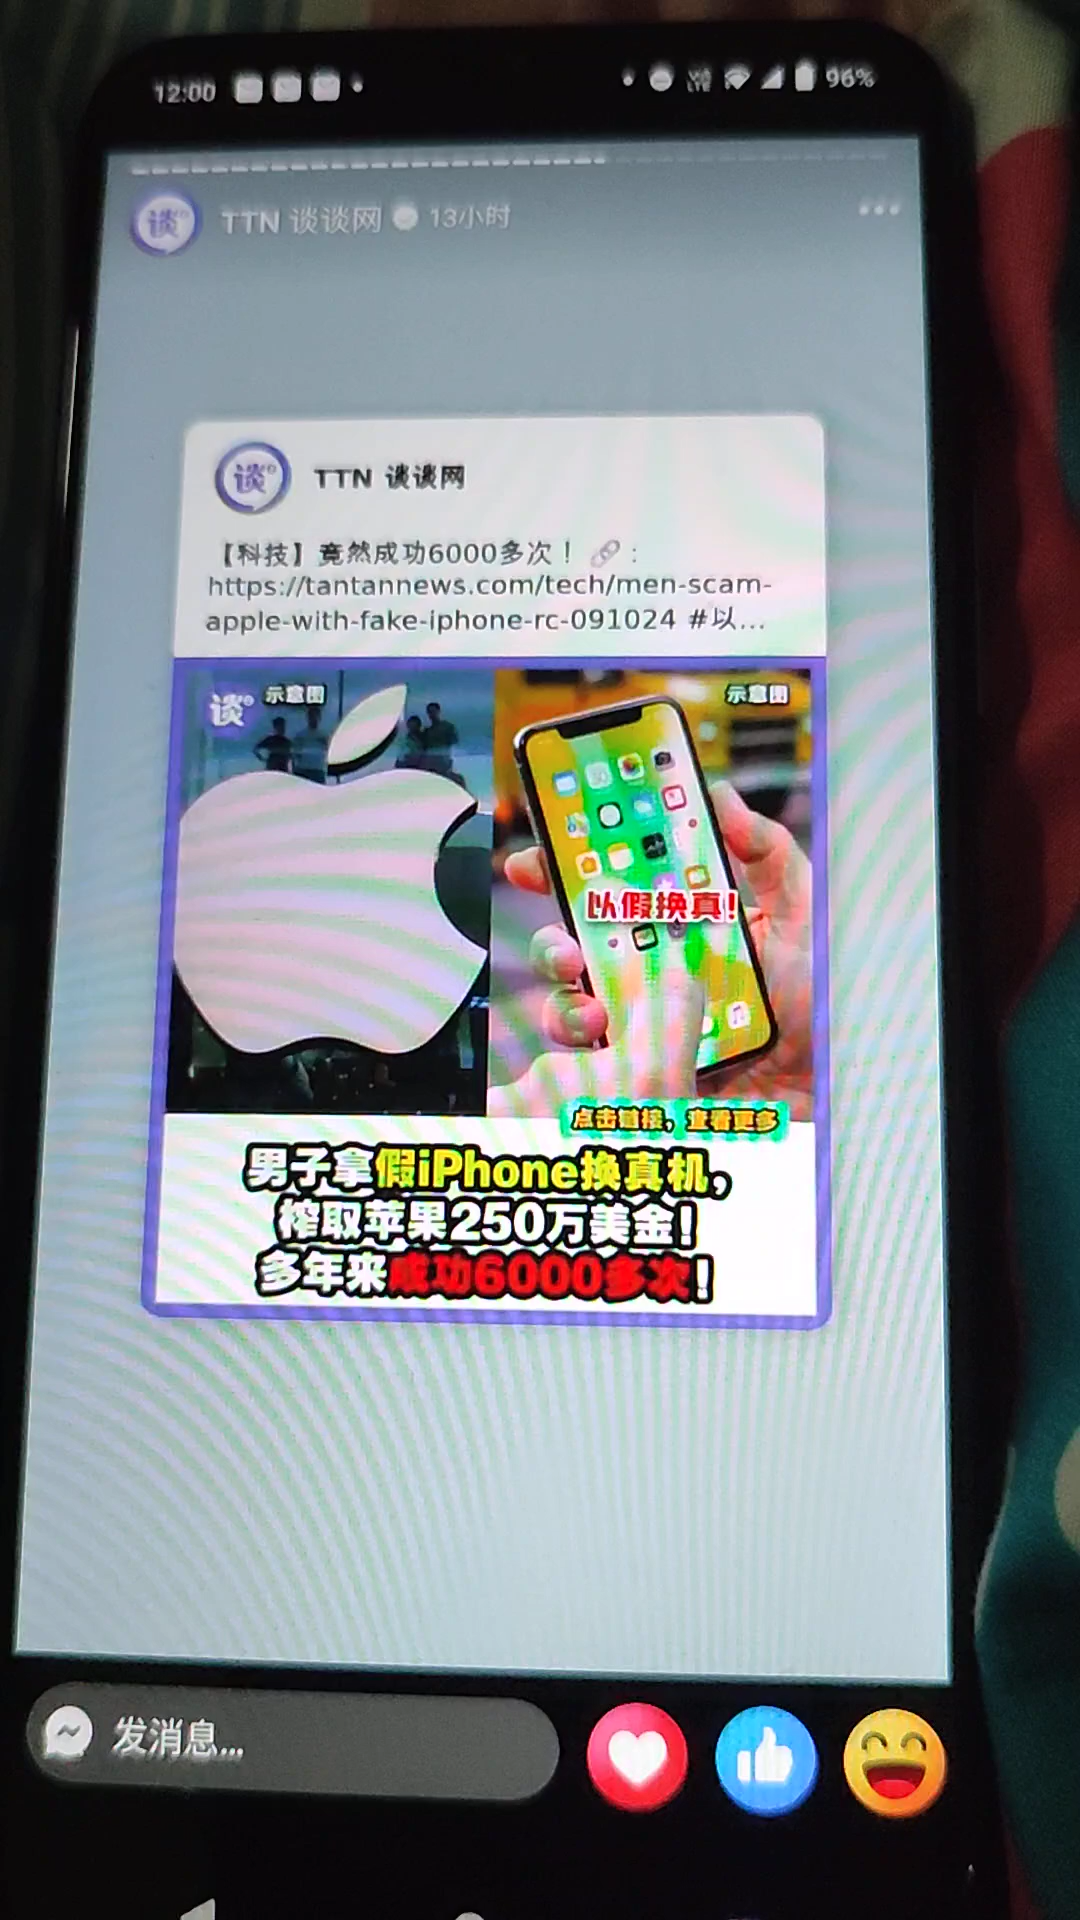 12:00
96%
谈 TTN 谈谈网 13小时
谈 TTN 谈谈网
【科技】竟然成功6000多次！ 🔗 :
https://tantannews.com/tech/men-scam-
apple-with-fake-iphone-rc-091024 #以...
谈 示意图
示意图
以假换真!
点击链接，查看更多
男子拿假iPhone换真机，
榨取苹果250万美金!
多年来成功6000多次!
发消息...